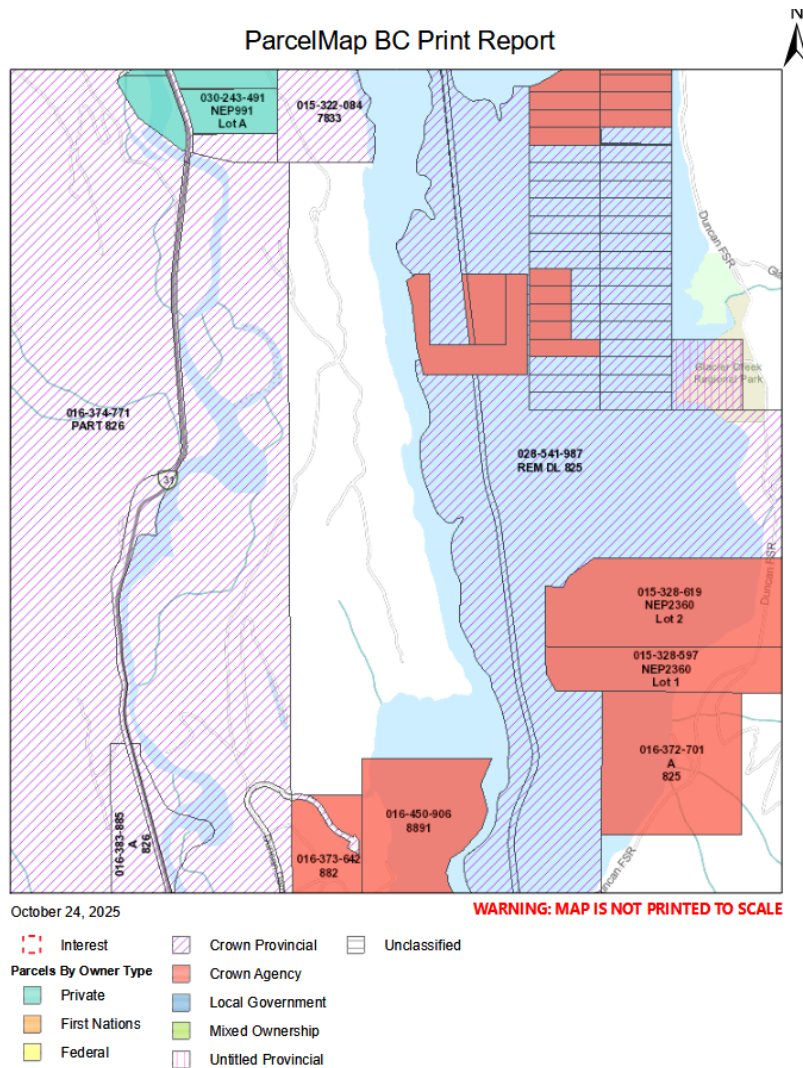 N
ParcelMap BC Print Report
030-243-491
NEP991
Lot A
015-322-084
7833
Duncan FSR
Gla
Glacier Creek
Regional Park
016-374-771
PART 826
31
028-541-987
REM DL 825
Duncan FSR
015-328-619
NEP2360
Lot 2
015-328-597
NEP2360
Lot 1
016-372-701
A
825
016-450-906
8891
016-383-885
A
826
016-373-642
882
Duncan
Duncan FSR
October 24, 2025
WARNING: MAP IS NOT PRINTED TO SCALE
Interest
Parcels By Owner Type
Private
First Nations
Federal
Crown Provincial
Crown Agency
Local Government
Mixed Ownership
Untitled Provincial
Unclassified